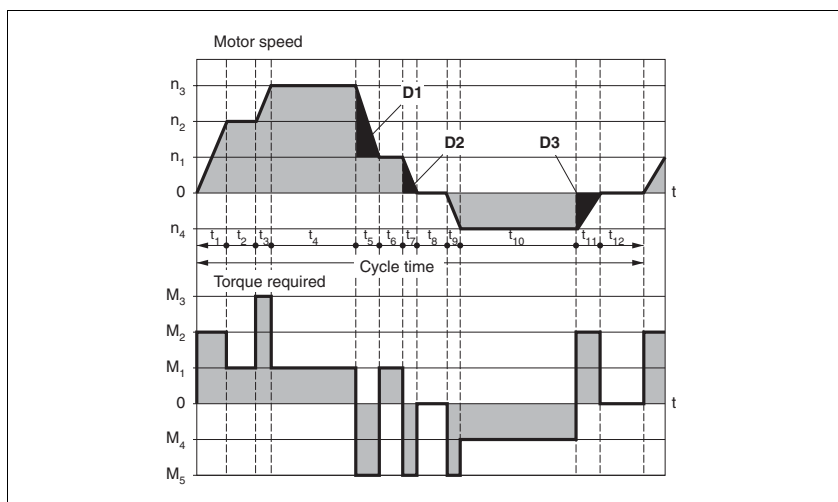 Motor speed
n3
D1
n2
n1
D2
D3
0
t
n4
t1 t2 t3 t4 t5 t6 t7 t8 t9 t10 t11 t12
Cycle time
Torque required
M3
M2
M1
0
t
M4
M5